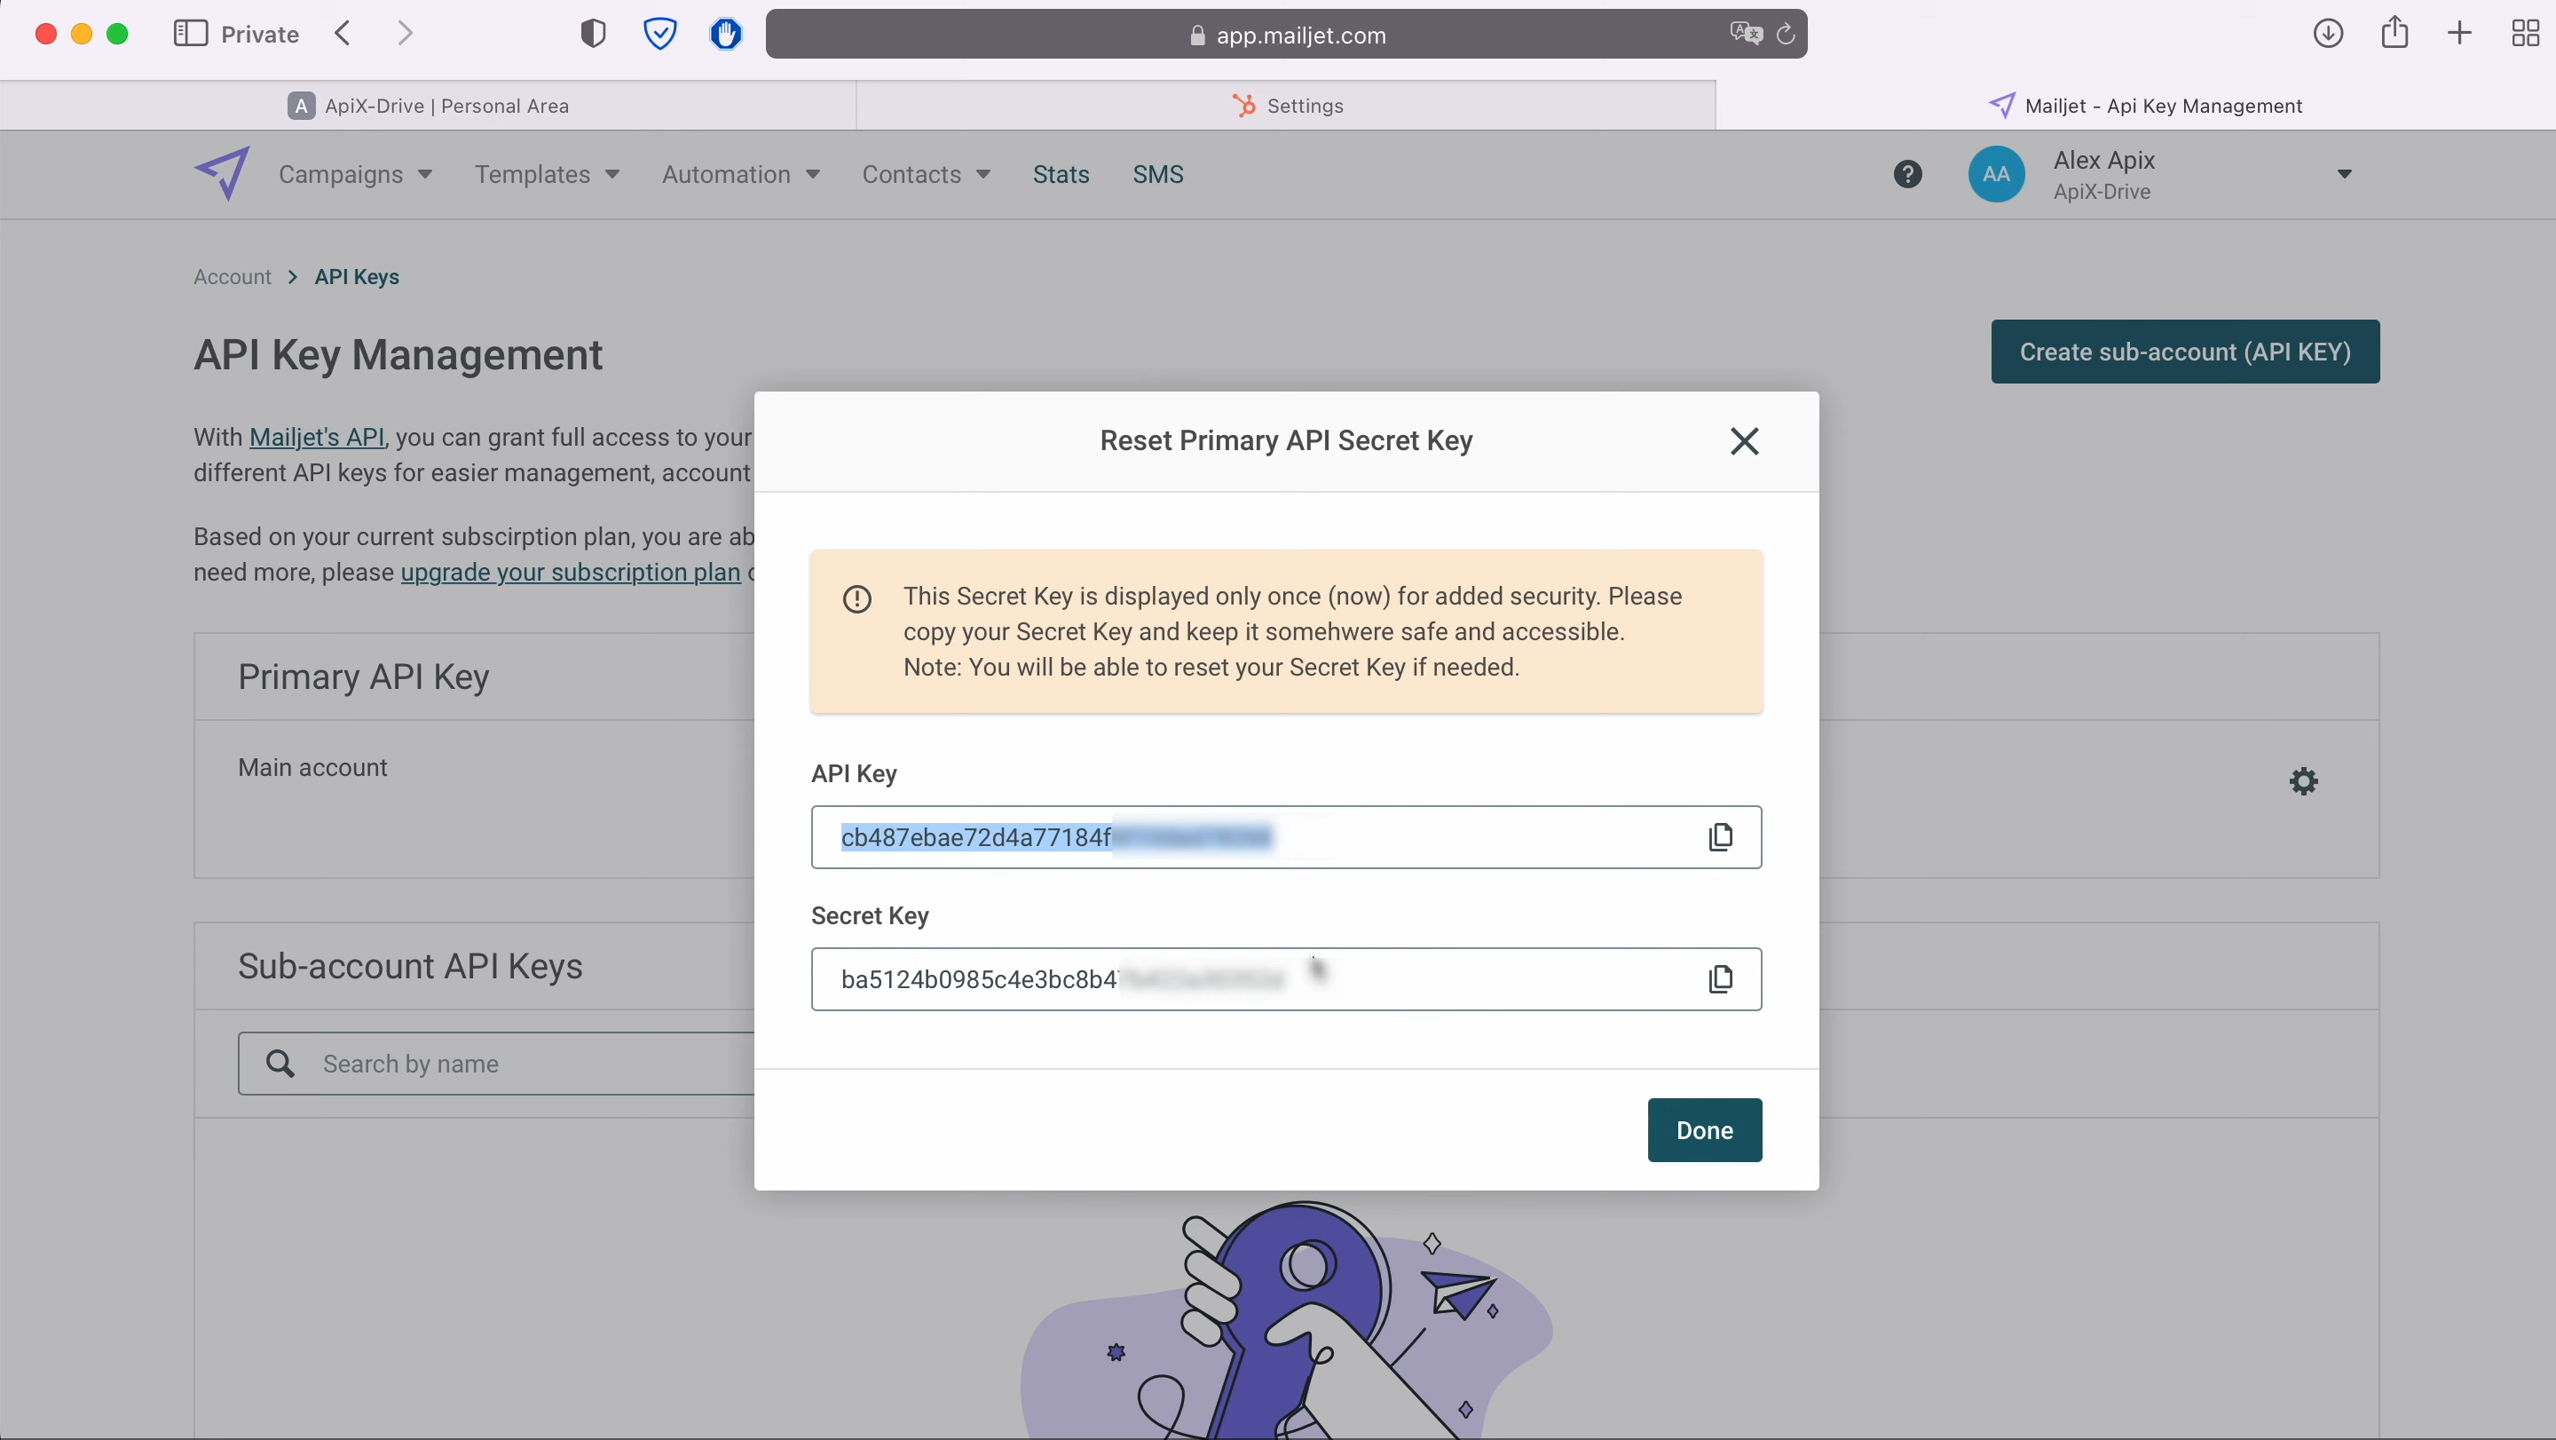 Private
app.mailjet.com
A ApiX-Drive | Personal Area
Settings
Mailjet - Api Key Management
Campaigns
Templates
Automation
Contacts
Stats
SMS
?
AA
Alex Apix
ApiX-Drive
Account > API Keys
API Key Management
Create sub-account (API KEY)
With Mailjet's API, you can grant full access to your
different API keys for easier management, account
Based on your current subscirption plan, you are ab
need more, please upgrade your subscription plan
Primary API Key
Main account
Sub-account API Keys
Search by name
Reset Primary API Secret Key
This Secret Key is displayed only once (now) for added security. Please
copy your Secret Key and keep it somehwere safe and accessible.
Note: You will be able to reset your Secret Key if needed.
API Key
cb487ebae72d4a77184f
Secret Key
ba5124b0985c4e3bc8b4
Done